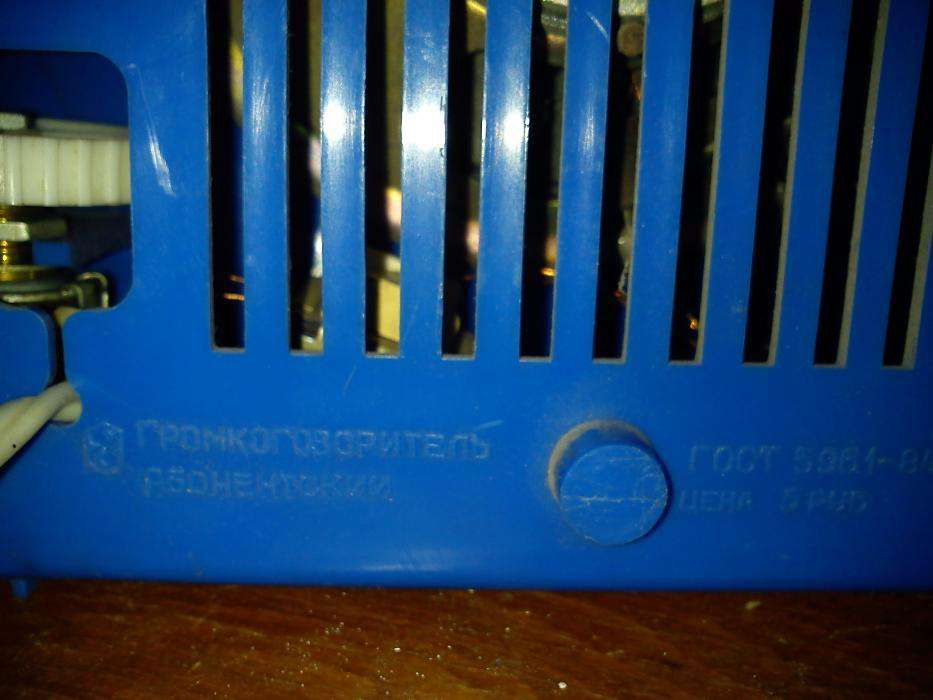 ГРОМКОГОВОРИТЕЛЬ
АБОНЕНТСКИЙ
ГОСТ 5961-84
ЦЕНА 5 РУБ